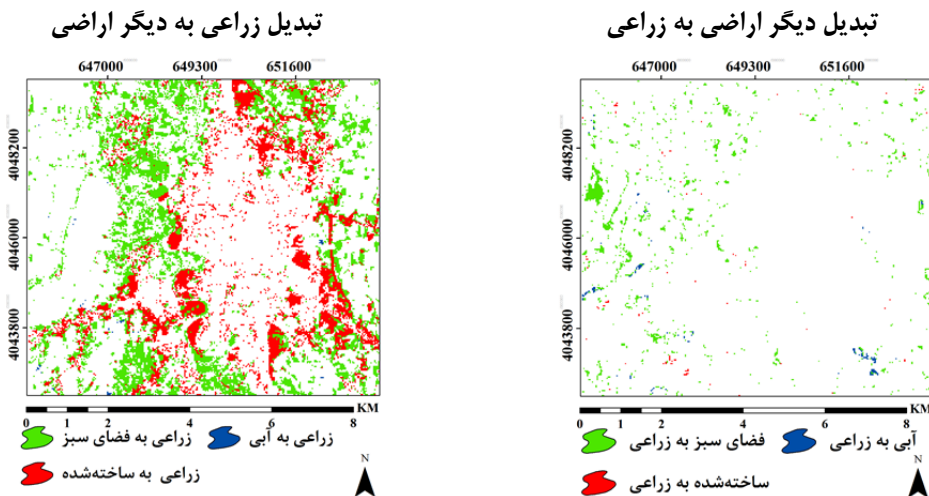 تبدیل زراعی به دیگر اراضی
647000 649300 651600
4048200
4046000
4043800
0 2 4 6 8 KM
زراعی به فضای سبز زراعی به آبی
زراعی به ساخته‌شده
N
تبدیل دیگر اراضی به زراعی
647000 649300 651600
4048200
4046000
4043800
0 1 2 4 6 8 KM
فضای سبز به زراعی آبی به زراعی
ساخته‌شده به زراعی
N